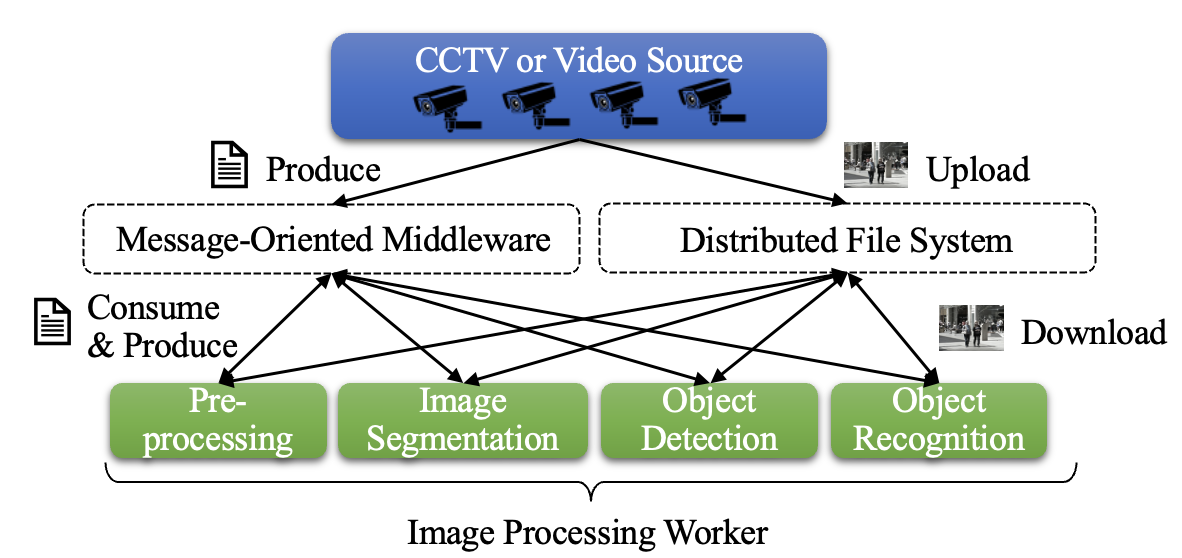 CCTV or Video Source
Produce
Upload
Message-Oriented Middleware
Distributed File System
Consume
& Produce
Download
Pre-
processing
Image
Segmentation
Object
Detection
Object
Recognition
Image Processing Worker